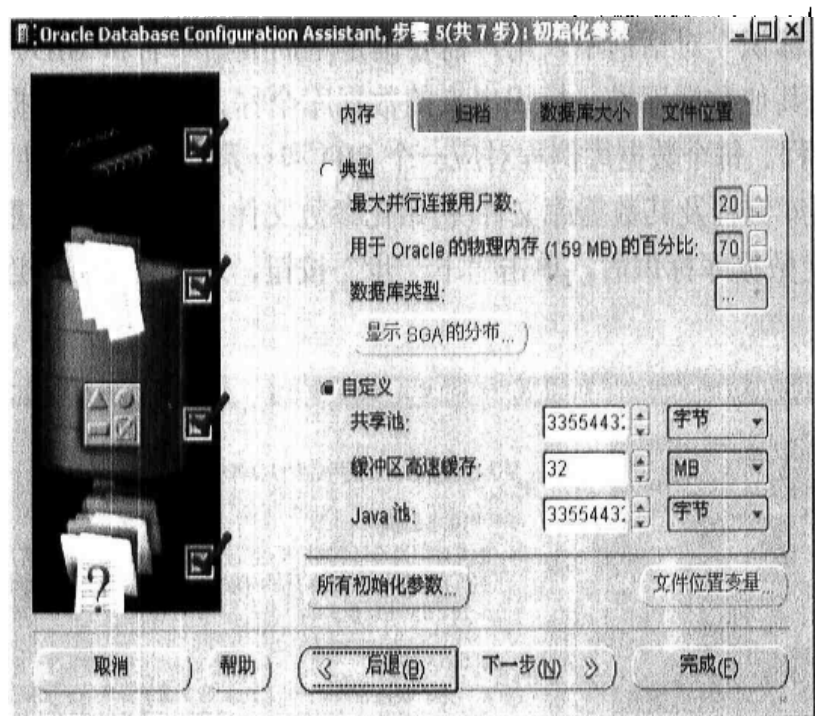 Oracle Database Configuration Assistant, 步骤 5(共 7 步):初始化参数
内存 归档 数据库大小 文件位置
典型
最大并行连接用户数: 20
用于 Oracle 的物理内存 (159 MB) 的百分比: 70
数据库类型: ...
显示 SGA 的分布...
自定义
共享池: 3355443 字节
缓冲区高速缓存: 32 MB
Java 池: 3355443 字节
所有初始化参数... 文件位置变量...
取消 帮助 后退(B) 下一步(N) 完成(F)